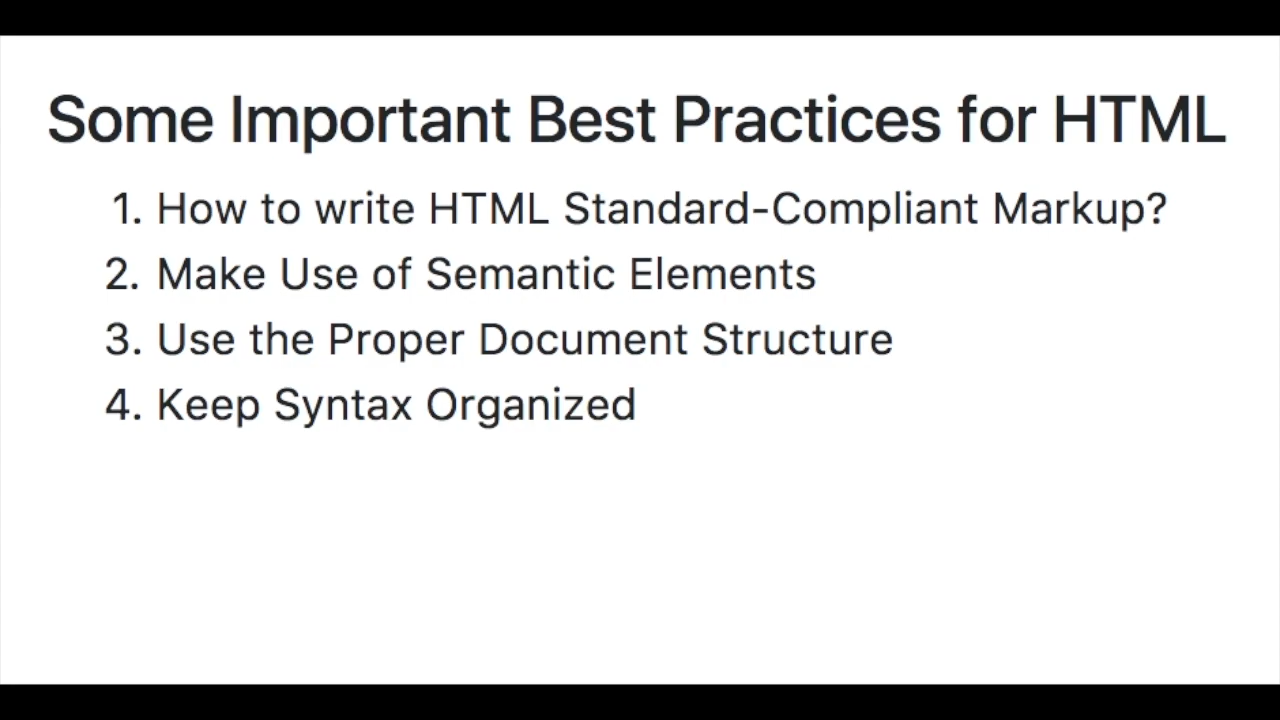 Some Important Best Practices for HTML
1. How to write HTML Standard-Compliant Markup?
2. Make Use of Semantic Elements
3. Use the Proper Document Structure
4. Keep Syntax Organized